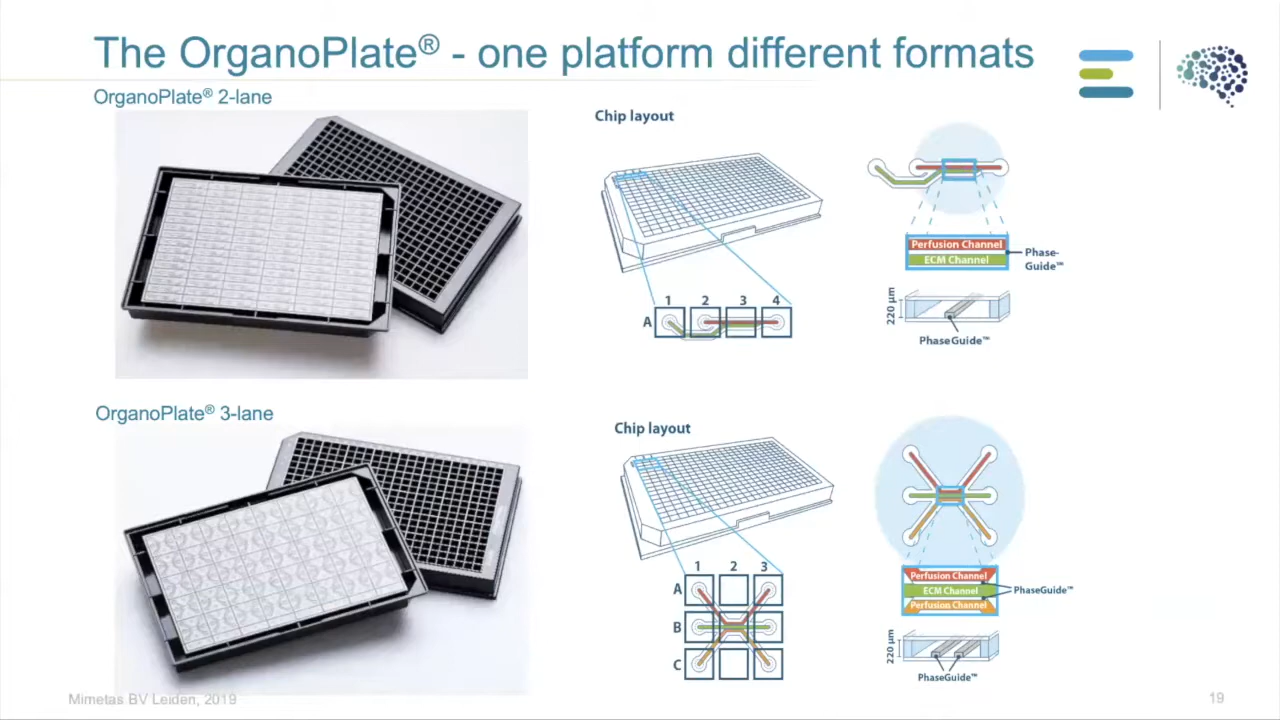 The OrganoPlate® - one platform different formats
OrganoPlate® 2-lane
Chip layout
1 2 3 4
A
Perfusion Channel
ECM Channel
Phase-
Guide™
220 µm
PhaseGuide™
OrganoPlate® 3-lane
Chip layout
1 2 3
A
B
C
Perfusion Channel
ECM Channel
Perfusion Channel
PhaseGuide™
220 µm
PhaseGuide™
Mimetas BV Leiden, 2019
19